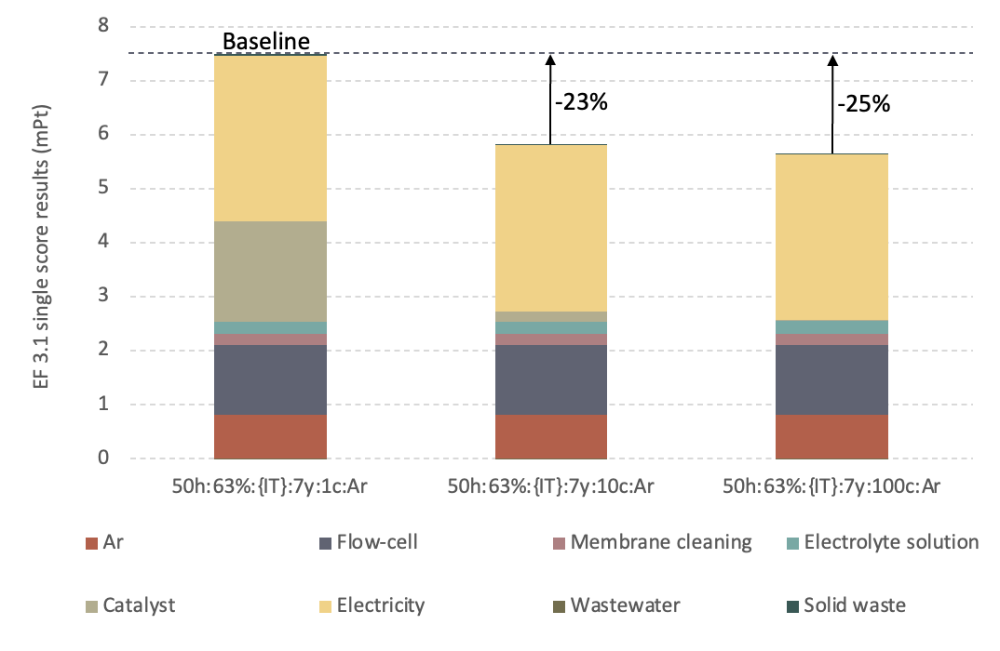 8
Baseline
7
-23%
-25%
6
5
4
3
2
1
0
EF 3.1 single score results (mPt)
50h:63%:{IT}:7y:1c:Ar
50h:63%:{IT}:7y:10c:Ar
50h:63%:{IT}:7y:100c:Ar
Ar
Flow-cell
Membrane cleaning
Electrolyte solution
Catalyst
Electricity
Wastewater
Solid waste